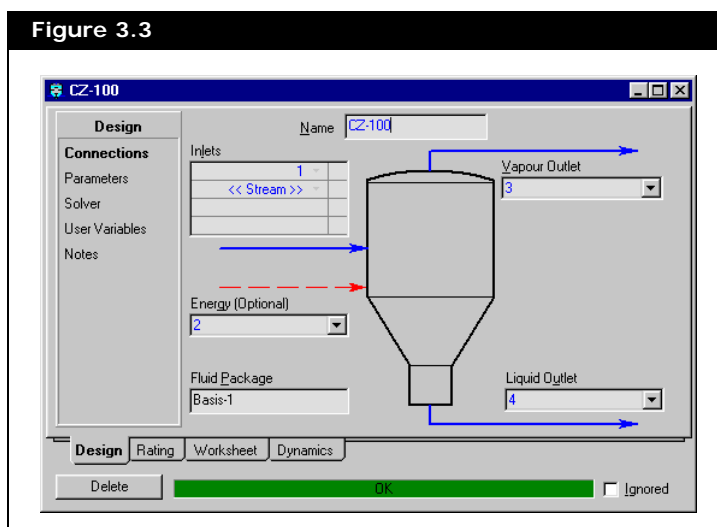 Figure 3.3
CZ-100
Design
Connections
Parameters
Solver
User Variables
Notes
Name CZ-100
Inlets
1
<< Stream >>
Vapour Outlet
3
Energy (Optional)
2
Fluid Package
Basis-1
Liquid Outlet
4
Design Rating Worksheet Dynamics
Delete OK Ignored